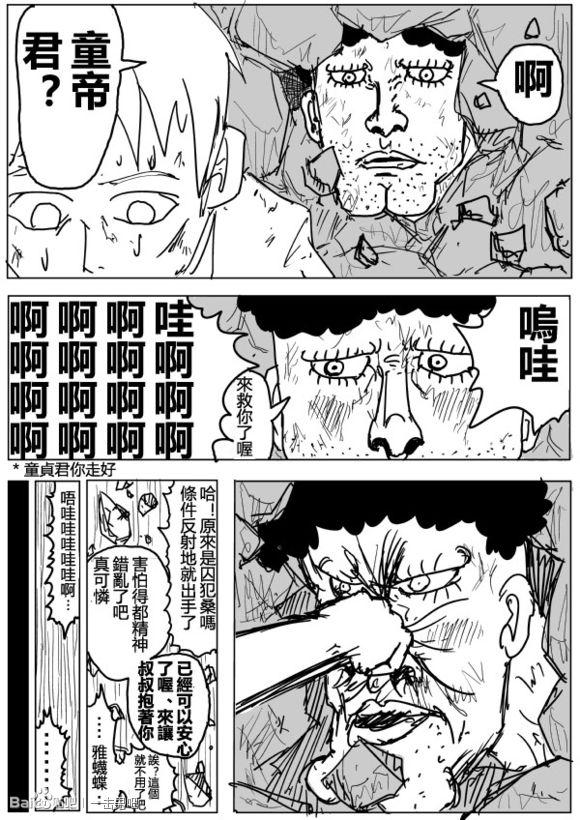 啊
童帝
君?
嗚哇
來救你了喔
哇啊啊啊
啊啊啊啊
啊啊啊啊
啊啊啊啊
* 童貞君你走好
哈!原來是囚犯桑嗎
條件反射地就出手了
害怕得都精神
錯亂了吧
真可憐
已經可以安心
了喔、來讓
叔叔抱著你
誒?這個
就不用了吧
……雅蠛蝶…
唔哇哇哇哇哇啊…
………